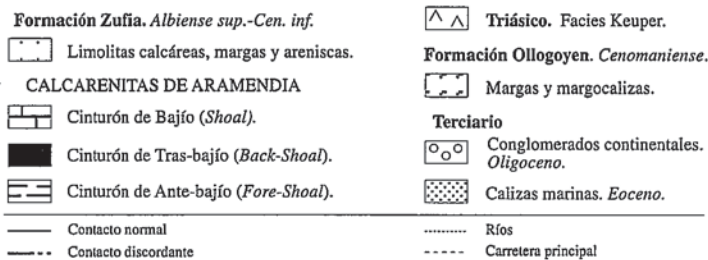 Formación Zufia. Albiense sup.-Cen. inf.
Limolitas calcáreas, margas y areniscas.
CALCARENITAS DE ARAMENDIA
Cinturón de Bajío (Shoal).
Cinturón de Tras-bajío (Back-Shoal).
Cinturón de Ante-bajío (Fore-Shoal).
Triásico. Facies Keuper.
Formación Ollogoyen. Cenomaniense.
Margas y margocalizas.
Terciario
Conglomerados continentales.
Oligoceno.
Calizas marinas. Eoceno.
Contacto normal
Contacto discordante
Ríos
Carretera principal